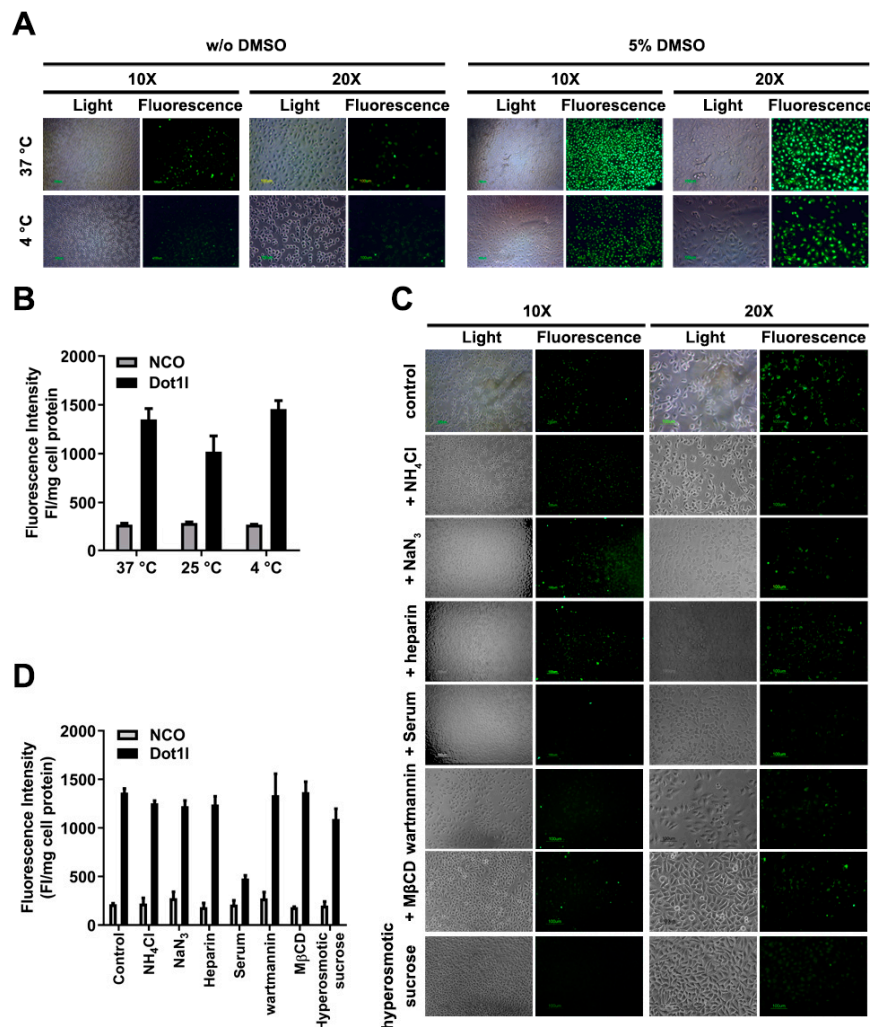 A
w/o DMSO
5% DMSO
10X
20X
10X
20X
Light
Fluorescence
Light
Fluorescence
Light
Fluorescence
Light
Fluorescence
37 °C
4 °C
B
Fluorescence Intensity
FI/mg cell protein
2000
1500
1000
500
0
NCO
Dot1l
37 °C
25 °C
4 °C
C
10X
20X
Light
Fluorescence
Light
Fluorescence
control
+ NH₄Cl
+ NaN₃
+ heparin
+ Serum
wartmannin
+ MβCD
hyperosmotic
sucrose
D
Fluorescence Intensity
(FI/mg cell protein)
2000
1500
1000
500
0
NCO
Dot1l
Control
NH₄Cl
NaN₃
Heparin
Serum
wartmannin
MβCD
Hyperosmotic
sucrose